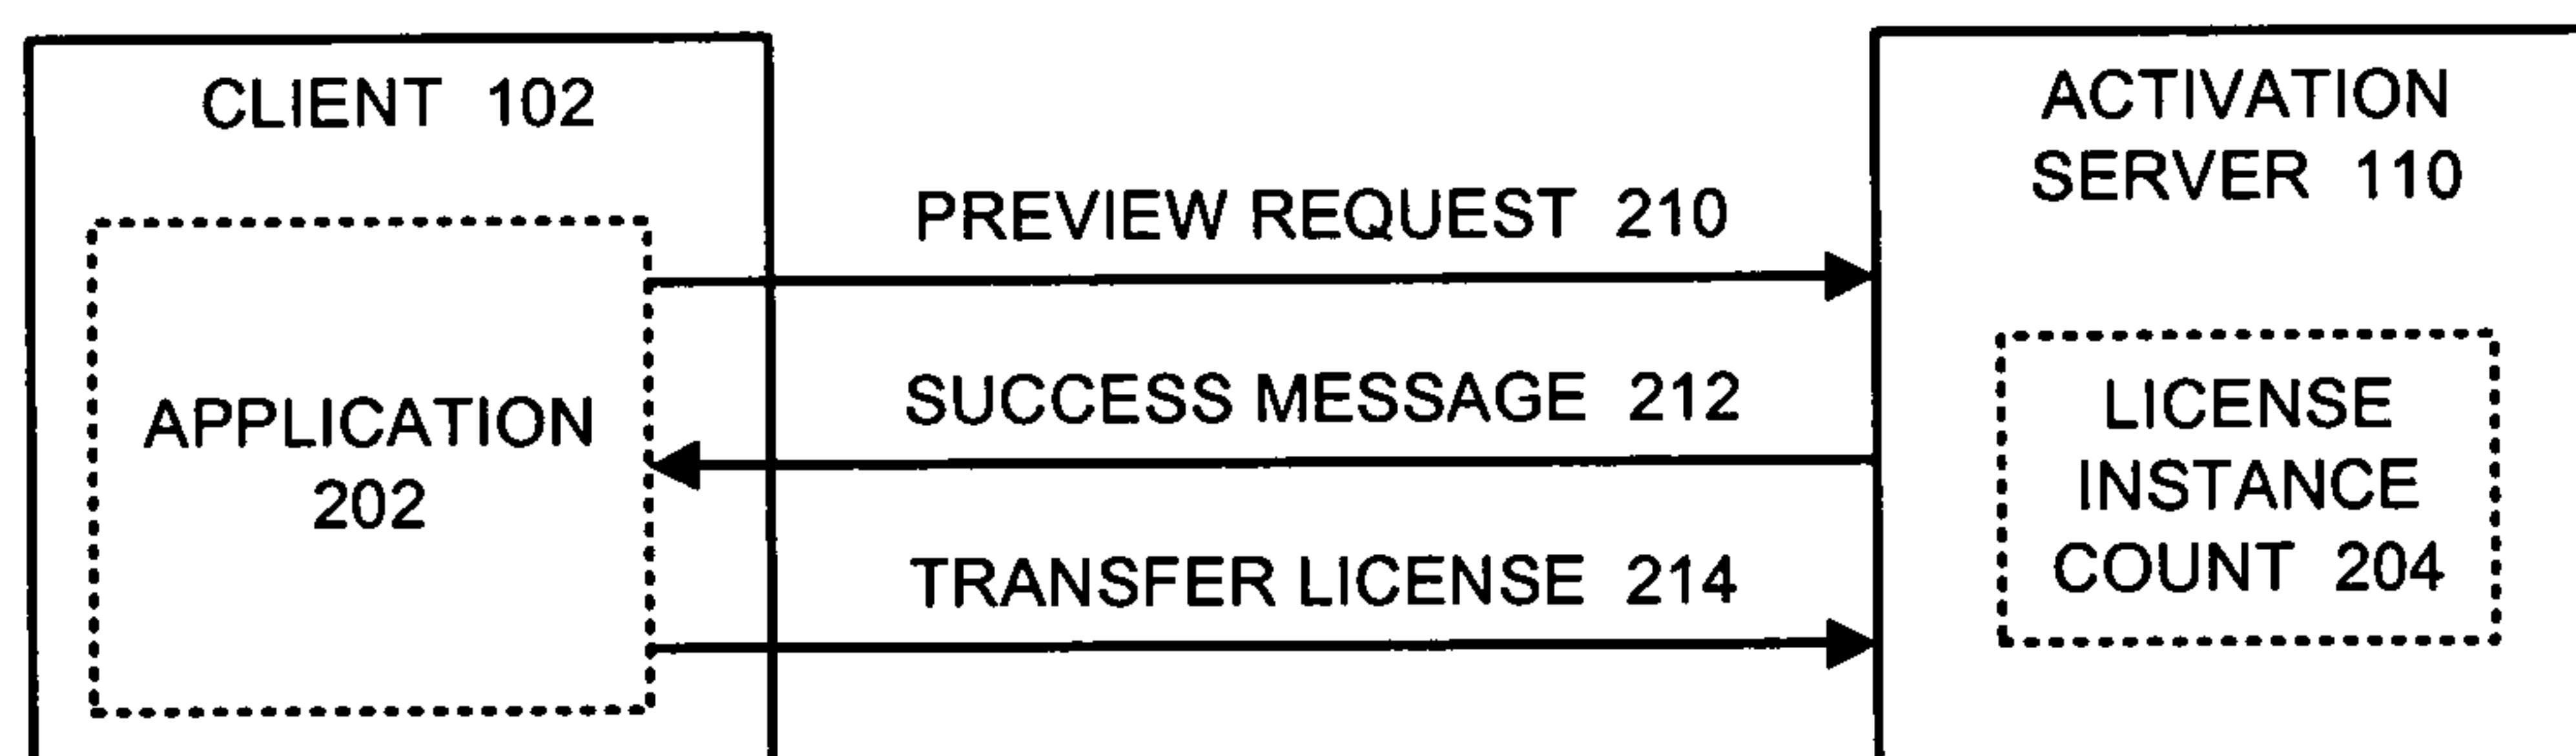 CLIENT 102
APPLICATION
202
PREVIEW REQUEST 210
SUCCESS MESSAGE 212
TRANSFER LICENSE 214
ACTIVATION
SERVER 110
LICENSE
INSTANCE
COUNT 204